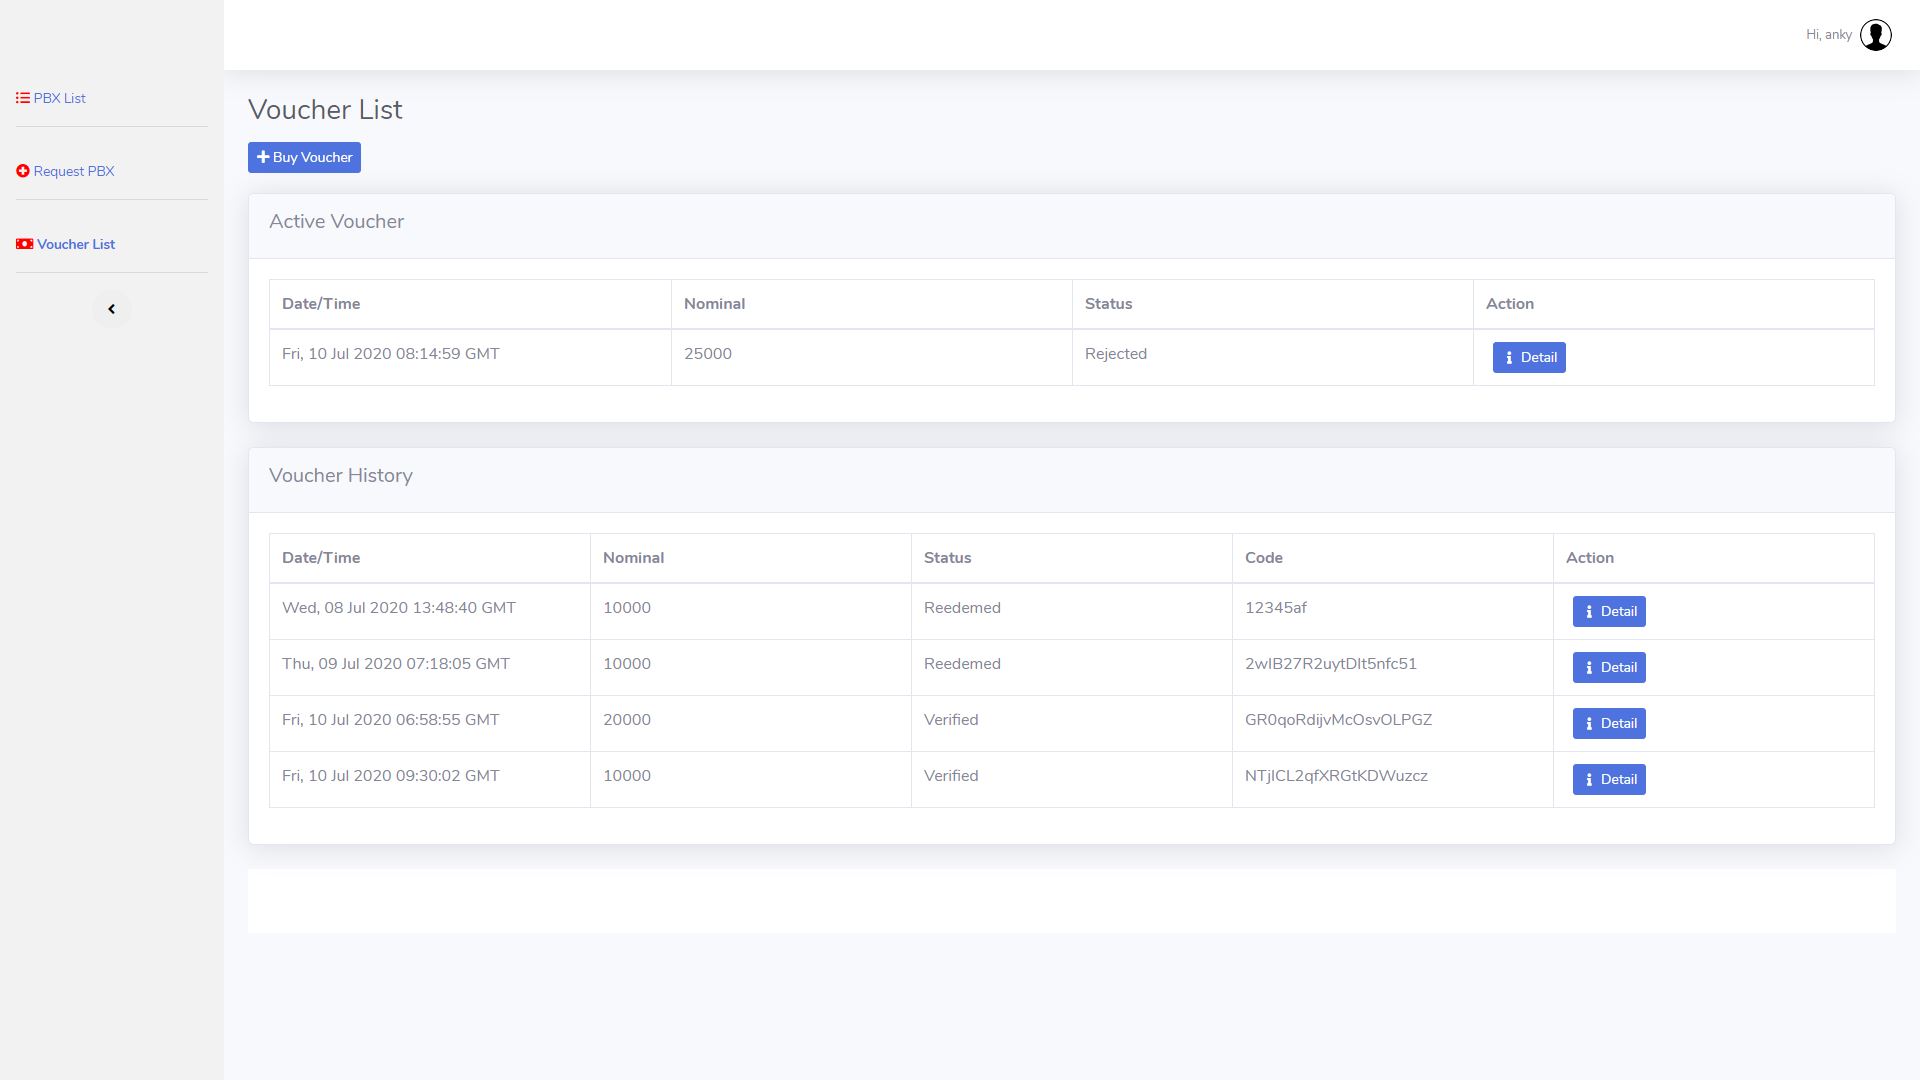 Hi, anky
PBX List
Request PBX
Voucher List
Voucher List
Buy Voucher
Active Voucher
Date/Time Nominal Status Action
Fri, 10 Jul 2020 08:14:59 GMT 25000 Rejected Detail
Voucher History
Date/Time Nominal Status Code Action
Wed, 08 Jul 2020 13:48:40 GMT 10000 Reedemed 12345af Detail
Thu, 09 Jul 2020 07:18:05 GMT 10000 Reedemed 2wIB27R2uytDIt5nfc51 Detail
Fri, 10 Jul 2020 06:58:55 GMT 20000 Verified GR0qoRdijvMcOsvOLPGZ Detail
Fri, 10 Jul 2020 09:30:02 GMT 10000 Verified NTjICL2qfXRGtKDWuzcz Detail